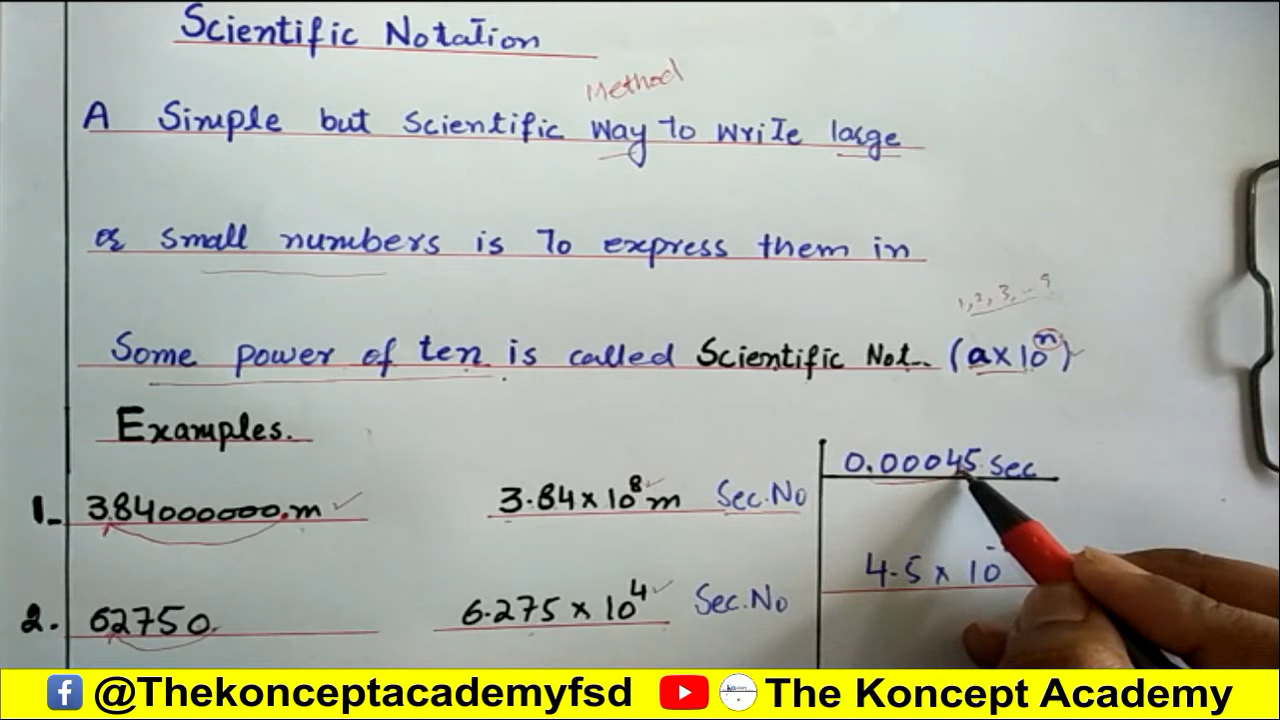 Scientific Notation
Method
A Simple but Scientific way to write large
or small numbers is To express them in
1,2,3,...9
Some power of ten is called Scientific Not.. (a×10ⁿ)
Examples.
0.00045 sec
1- 384000000.m 3.84×10⁸m Sec.No
4.5×10⁻
2. 62750. 6.275×10⁴ Sec.No
@Thekonceptacademyfsd The Koncept Academy